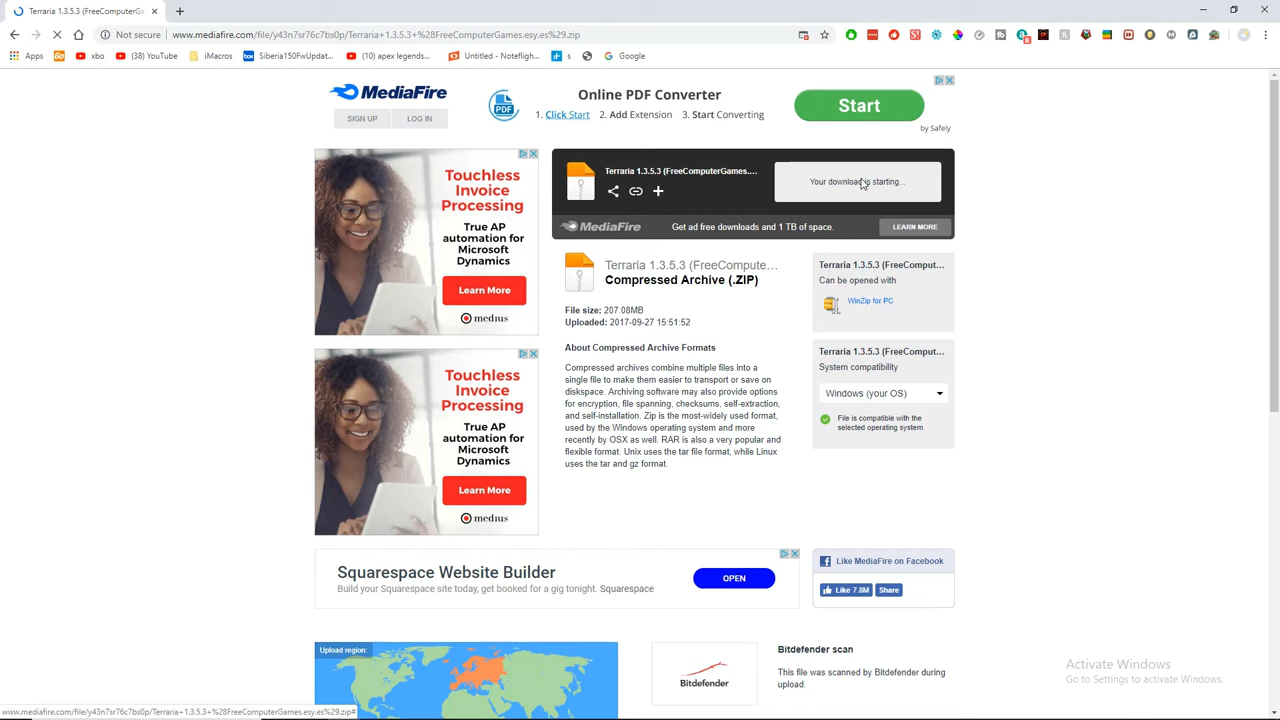 Terraria 1.3.5.3 (FreeComputerG
Not secure www.mediafire.com/file/y43n7sr76c7bs0p/Terraria+1.3.5.3+%28FreeComputerGames.esy.es%29.zip
Apps
xbo
(38) YouTube
iMacros
Siberia150FwUpdat...
(10) apex legends...
Untitled - Notefligh...
s
Google
MediaFire
SIGN UP LOG IN
PDF
Online PDF Converter
1. Click Start 2. Add Extension 3. Start Converting
Start
by Safely
Touchless
Invoice
Processing
True AP
automation for
Microsoft
Dynamics
Learn More
medius
Terraria 1.3.5.3 (FreeComputerGames....
Your download is starting...
MediaFire Get ad free downloads and 1 TB of space. LEARN MORE
Terraria 1.3.5.3 (FreeCompute...
Compressed Archive (.ZIP)
File size: 207.08MB
Uploaded: 2017-09-27 15:51:52
About Compressed Archive Formats
Compressed archives combine multiple files into a
single file to make them easier to transport or save on
diskspace. Archiving software may also provide options
for encryption, file spanning, checksums, self-extraction,
and self-installation. Zip is the most-widely used format,
used by the Windows operating system and more
recently by OSX as well. RAR is also a very popular and
flexible format. Unix uses the tar file format, while Linux
uses the tar and gz format.
Terraria 1.3.5.3 (FreeComput...
Can be opened with
WinZip for PC
Terraria 1.3.5.3 (FreeComput...
System compatibility
Windows (your OS)
File is compatible with the
selected operating system.
Touchless
Invoice
Processing
True AP
automation for
Microsoft
Dynamics
Learn More
medius
Squarespace Website Builder
Build your Squarespace site today, get booked for a gig tonight. Squarespace
OPEN
Like MediaFire on Facebook
Like 7.8M Share
Upload region:
Bitdefender
Bitdefender scan
This file was scanned by Bitdefender during
upload.
Activate Windows
Go to Settings to activate Windows.
www.mediafire.com/file/y43n7sr76c7bs0p/Terraria+1.3.5.3+%28FreeComputerGames.esy.es%29.zip#